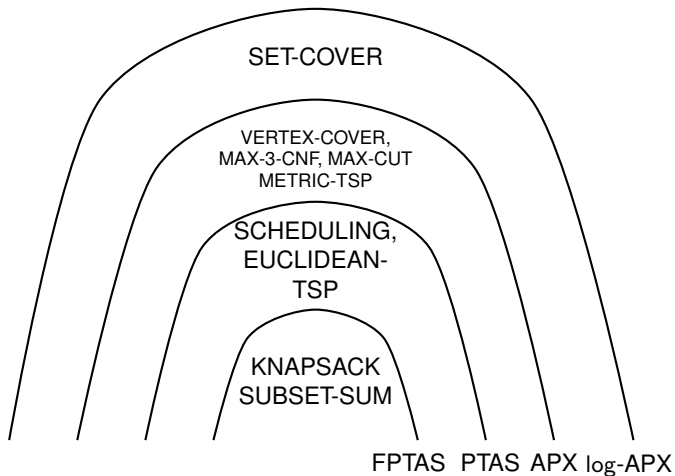 SET-COVER
VERTEX-COVER,
MAX-3-CNF, MAX-CUT
METRIC-TSP
SCHEDULING,
EUCLIDEAN-
TSP
KNAPSACK
SUBSET-SUM
FPTAS PTAS APX log-APX